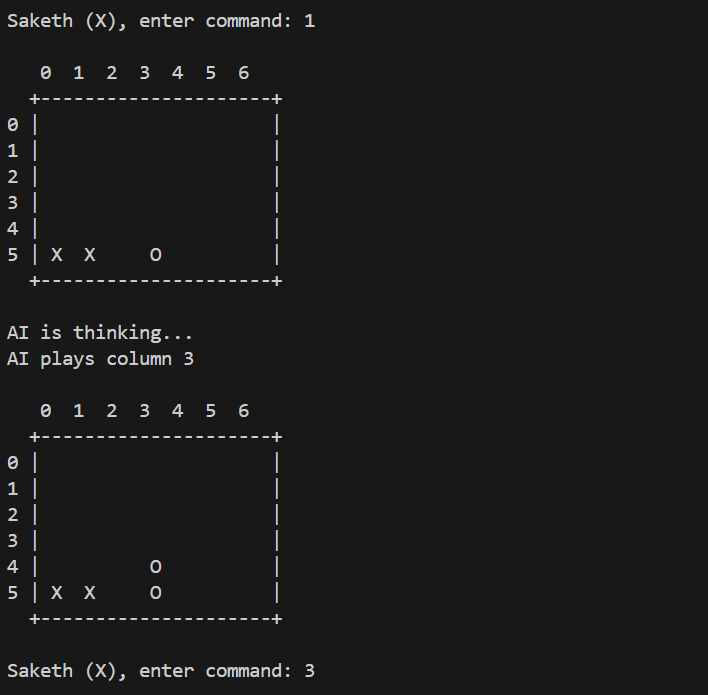 Saketh (X), enter command: 1
   0  1  2  3  4  5  6
  +---------------------+
0 |                     |
1 |                     |
2 |                     |
3 |                     |
4 |                     |
5 | X  X     O          |
  +---------------------+
AI is thinking...
AI plays column 3
   0  1  2  3  4  5  6
  +---------------------+
0 |                     |
1 |                     |
2 |                     |
3 |                     |
4 |          O          |
5 | X  X     O          |
  +---------------------+
Saketh (X), enter command: 3